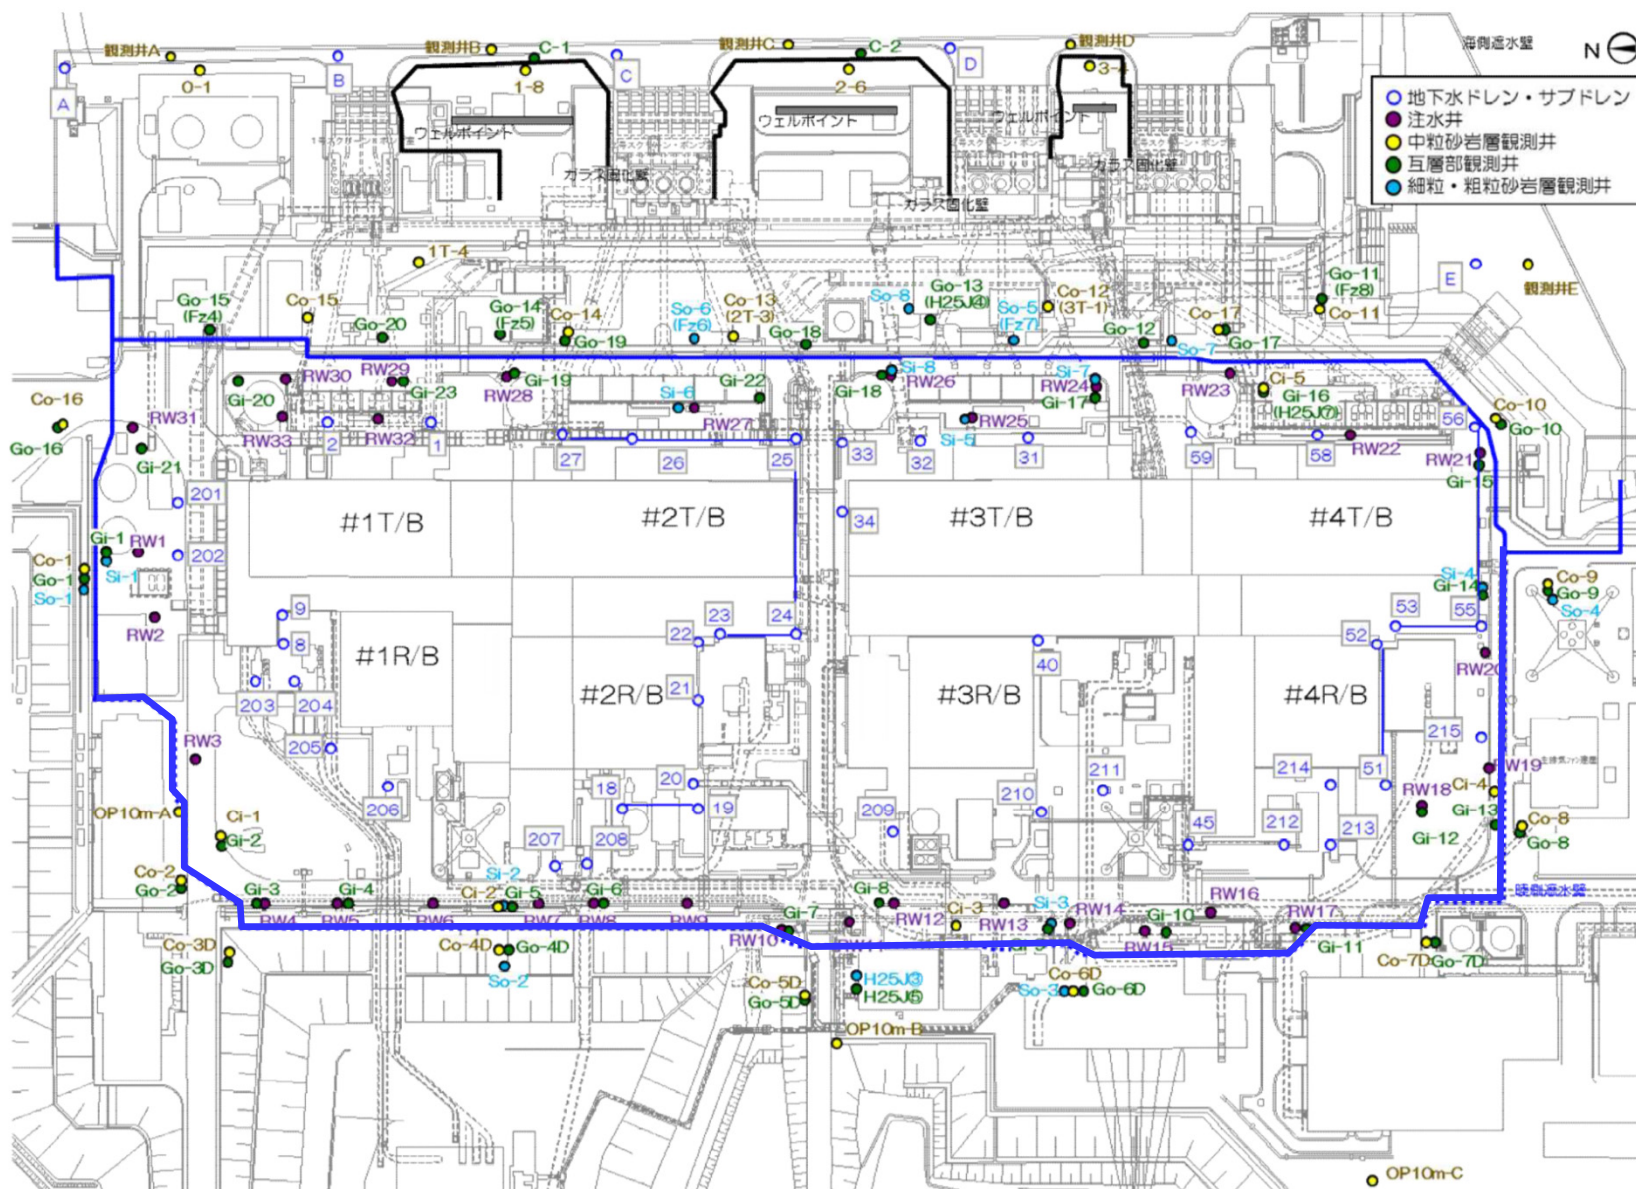 観測井A
観測井B
C-1
観測井C
C-2
観測井D
海側遮水壁
N
A
0-1
B
1-8
C
2-6
D
3-4
地下水ドレン・サブドレン
注水井
中粒砂岩層観測井
互層部観測井
細粒・粗粒砂岩層観測井
ウェルポイント
ウェルポイント
ウェルポイント
ガラス固化壁
ガラス固化壁
ガラス固化壁
1T-4
E
観測井E
Go-15
(Fz4)
Co-15
Go-20
Go-14
(Fz5)
Co-14
Go-19
So-6
(Fz6)
Co-13
(2T-3)
Go-18
So-8
Go-13
(H25J④)
So-5
(Fz7)
Co-12
(3T-1)
Go-12
So-7
Co-17
Go-17
Go-11
(Fz8)
Co-11
Co-16
Go-16
RW31
Gi-21
Gi-20
RW30
RW33
RW29
Gi-23
RW32
2
1
RW28
Gi-19
Si-6
RW27
Gi-22
Gi-18
Si-8
RW26
Si-5
RW25
Si-7
RW24
Gi-17
RW23
Ci-5
Gi-16
(H25J⑦)
RW22
56
Co-10
Go-10
RW21
Gi-15
27
26
25
33
32
31
59
58
201
202
34
#1T/B
#2T/B
#3T/B
#4T/B
Gi-1
RW1
Si-1
Co-1
Go-1
So-1
RW2
Si-4
Gi-14
Co-9
Go-9
So-4
9
8
23
24
22
21
40
53
55
52
RW20
#1R/B
#2R/B
#3R/B
#4R/B
203
204
205
206
RW3
OP10m-A
Ci-1
Gi-2
Co-2
Go-2
18
20
19
207
208
209
210
211
45
212
213
214
51
215
RW19
RW18
Ci-4
Gi-13
Gi-12
Co-8
Go-8
Gi-3
RW4
Gi-4
RW5
RW6
Si-2
Ci-2
Gi-5
RW7
Gi-6
RW8
RW9
Gi-7
RW10
Gi-8
RW12
Ci-3
RW13
Si-3
RW14
Gi-10
RW15
RW16
RW17
Gi-11
陸側遮水壁
Co-3D
Go-3D
Co-4D
Go-4D
So-2
Co-5D
Go-5D
H25J③
H25J⑤
Co-6D
So-3
Go-6D
Co-7D
Go-7D
OP10m-B
OP10m-C